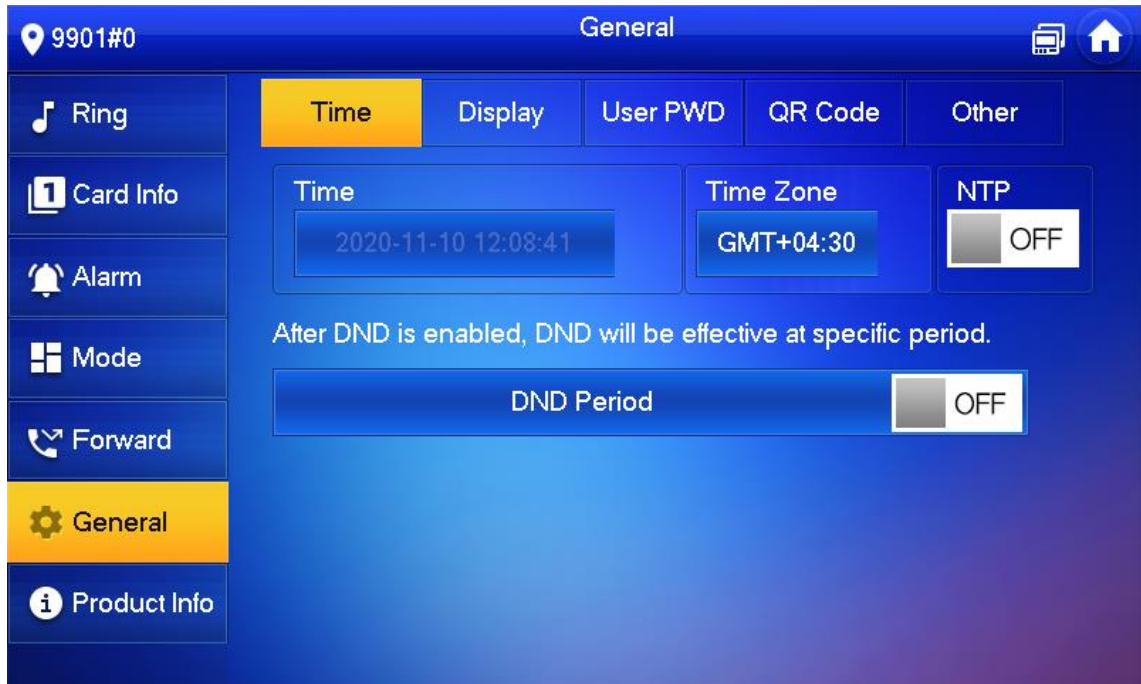 9901#0
General
Ring
Card Info
Alarm
Mode
Forward
General
Product Info
Time
Display
User PWD
QR Code
Other
Time
Time Zone
NTP
2020-11-10 12:08:41
GMT+04:30
OFF
After DND is enabled, DND will be effective at specific period.
DND Period
OFF